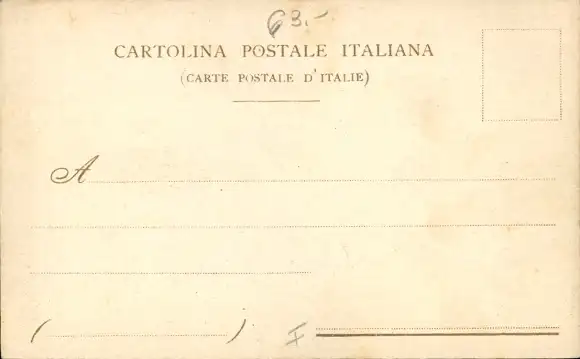 63.-
CARTOLINA POSTALE ITALIANA
(CARTE POSTALE D'ITALIE)
A
( )
I